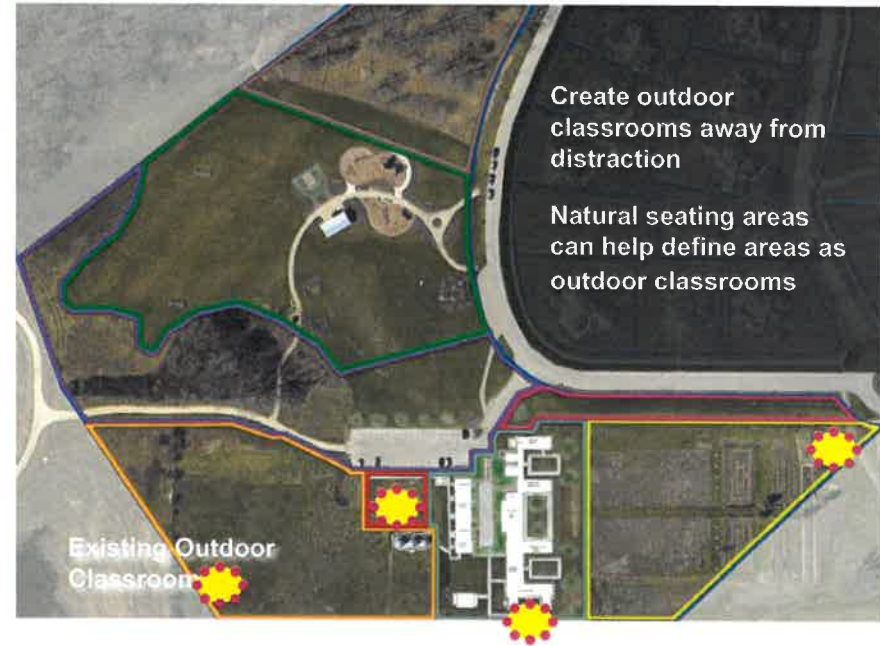 Create outdoor
classrooms away from
distraction
Natural seating areas
can help define areas as
outdoor classrooms
Existing Outdoor
Classroom